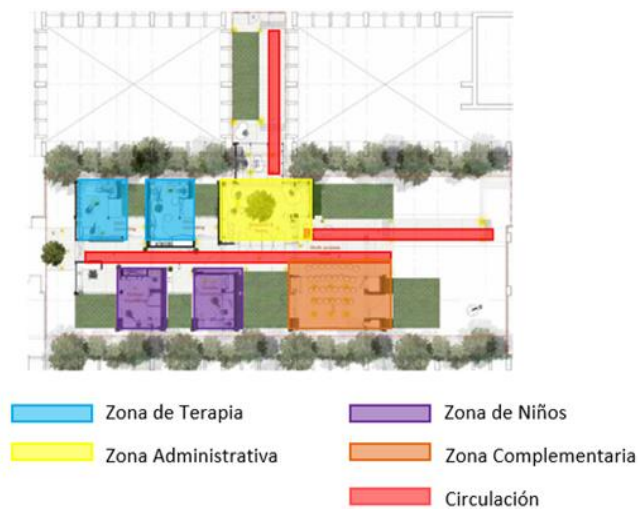 Zona de Terapia
Zona de Niños
Zona Administrativa
Zona Complementaria
Circulación